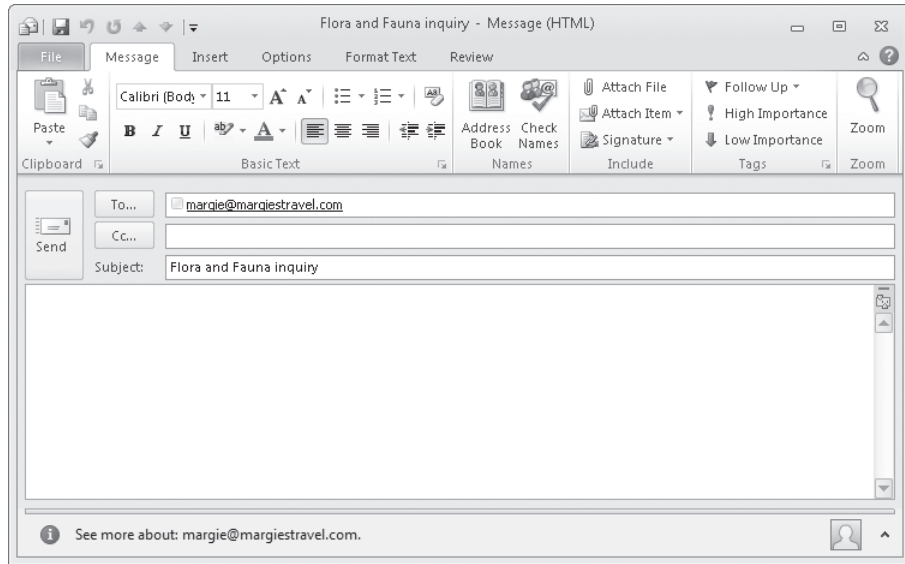 Flora and Fauna inquiry - Message (HTML)
File Message Insert Options Format Text Review
Calibri (Body 11 A A Attach File Follow Up
Attach Item High Importance
Paste B I U ab A Address Check Signature Low Importance Zoom
Book Names
Clipboard Basic Text Names Include Tags Zoom
To... margie@margiestravel.com
Send Cc...
Subject: Flora and Fauna inquiry
See more about: margie@margiestravel.com.